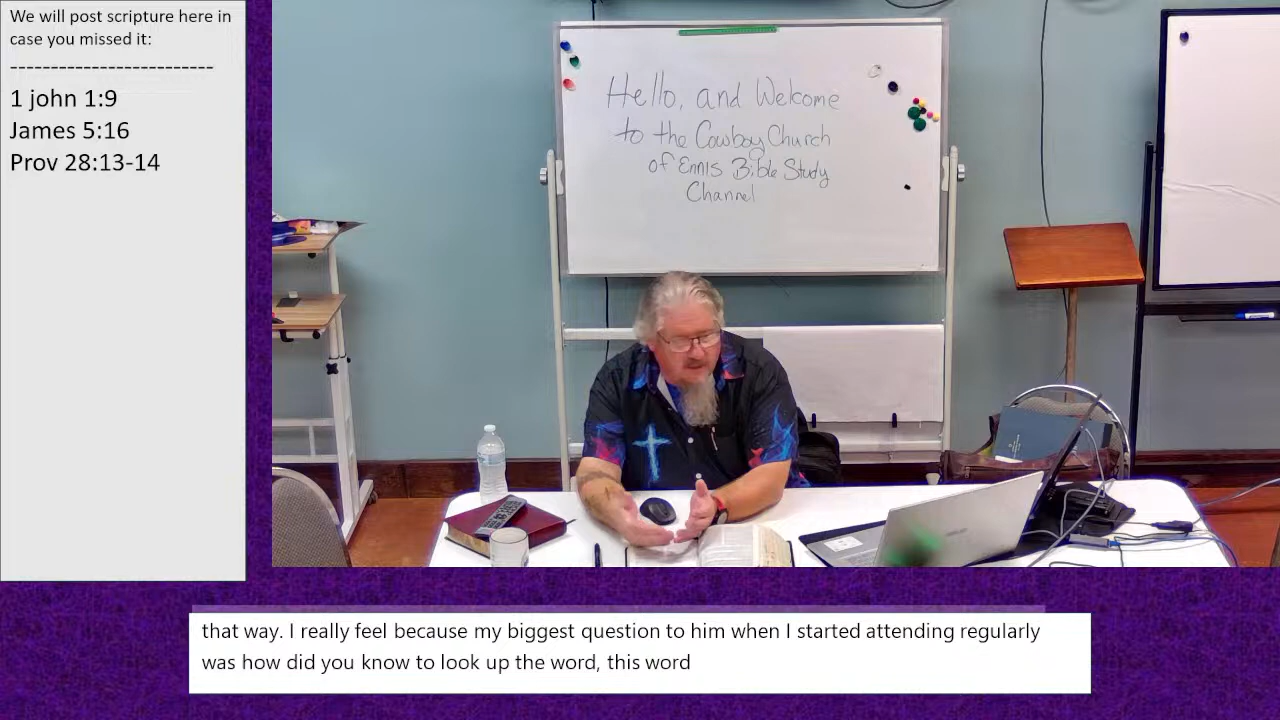 We will post scripture here in
case you missed it:
------------------------
1 john 1:9
James 5:16
Prov 28:13-14
Hello, and Welcome
to the Cowboy Church
of Ennis Bible Study
Channel
that way. I really feel because my biggest question to him when I started attending regularly
was how did you know to look up the word, this word